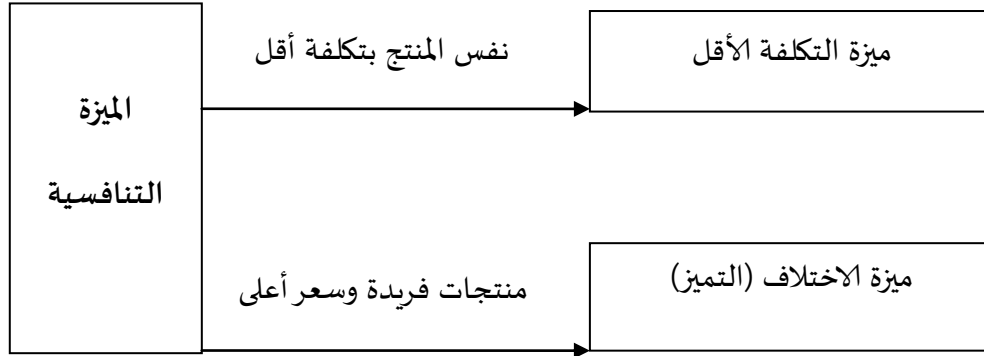 الميزة
التنافسية
نفس المنتج بتكلفة أقل
ميزة التكلفة الأقل
منتجات فريدة وسعر أعلى
ميزة الاختلاف (التميز)